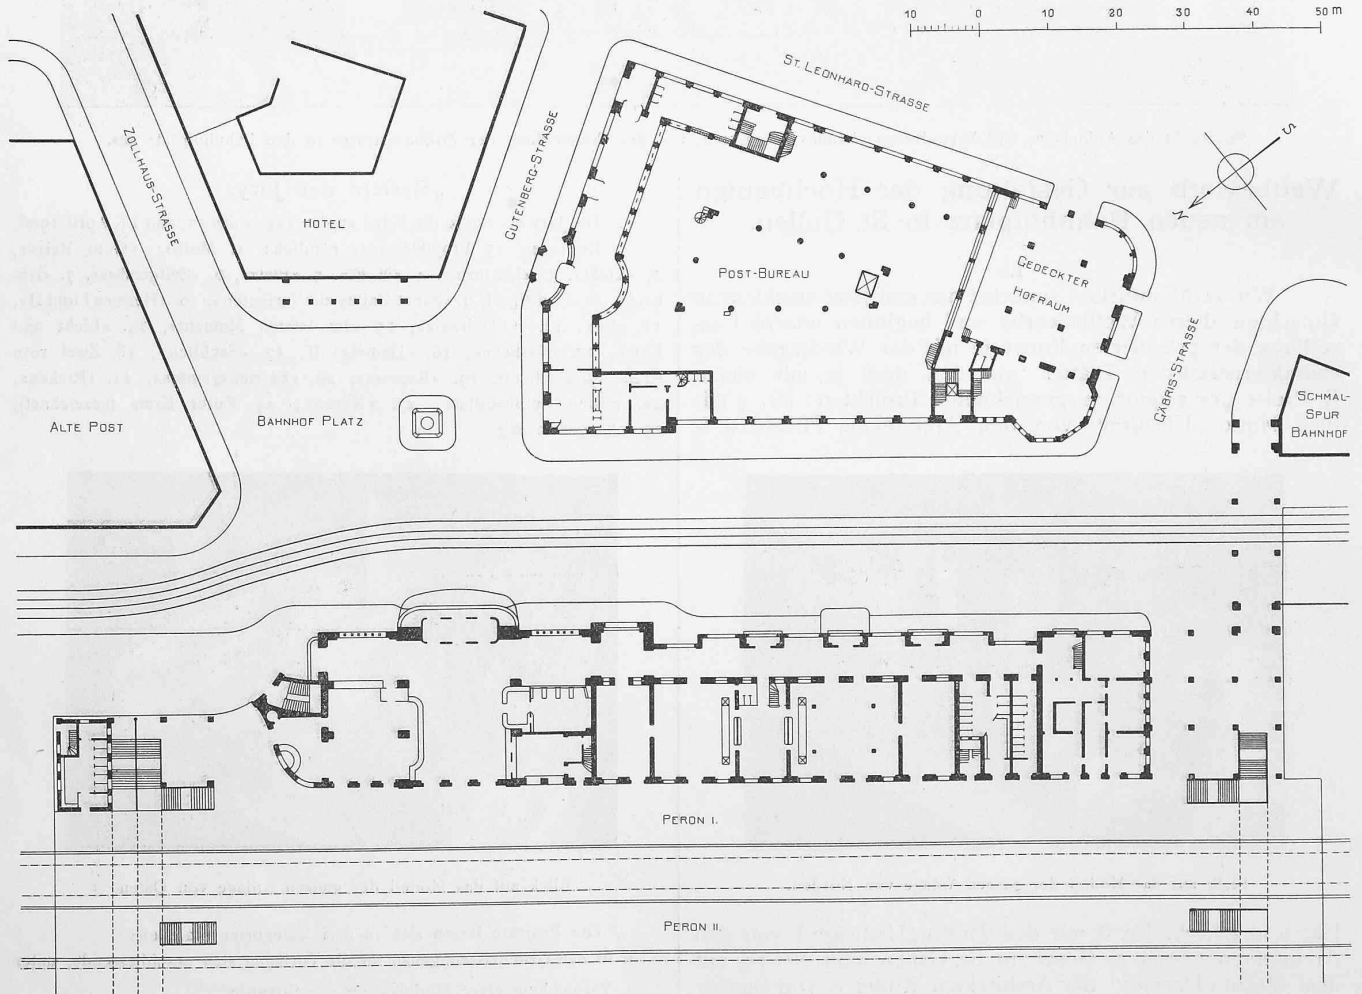 10 0 10 20 30 40 50 m
ST. LEONHARD-STRASSE
ZOLLHAUS-STRASSE
GUTENBERG-STRASSE
S
N
HOTEL
POST-BUREAU
GEDECKTER
HOFRAUM
GÄBRIS-STRASSE
ALTE POST
BAHNHOF PLATZ
SCHMAL-
SPUR
BAHNHOF
PERON I.
PERON II.